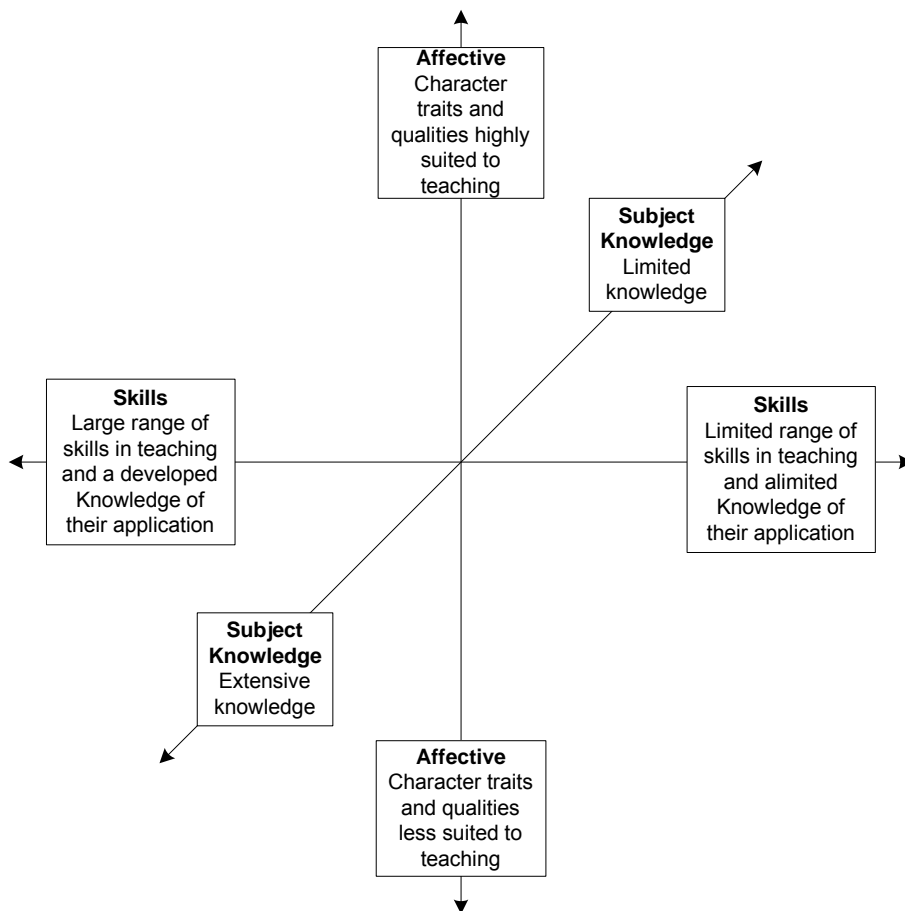 Affective
Character
traits and
qualities highly
suited to
teaching
Subject
Knowledge
Limited
knowledge
Skills
Large range of
skills in teaching
and a developed
Knowledge of
their application
Skills
Limited range of
skills in teaching
and alimited
Knowledge of
their application
Subject
Knowledge
Extensive
knowledge
Affective
Character traits
and qualities
less suited to
teaching